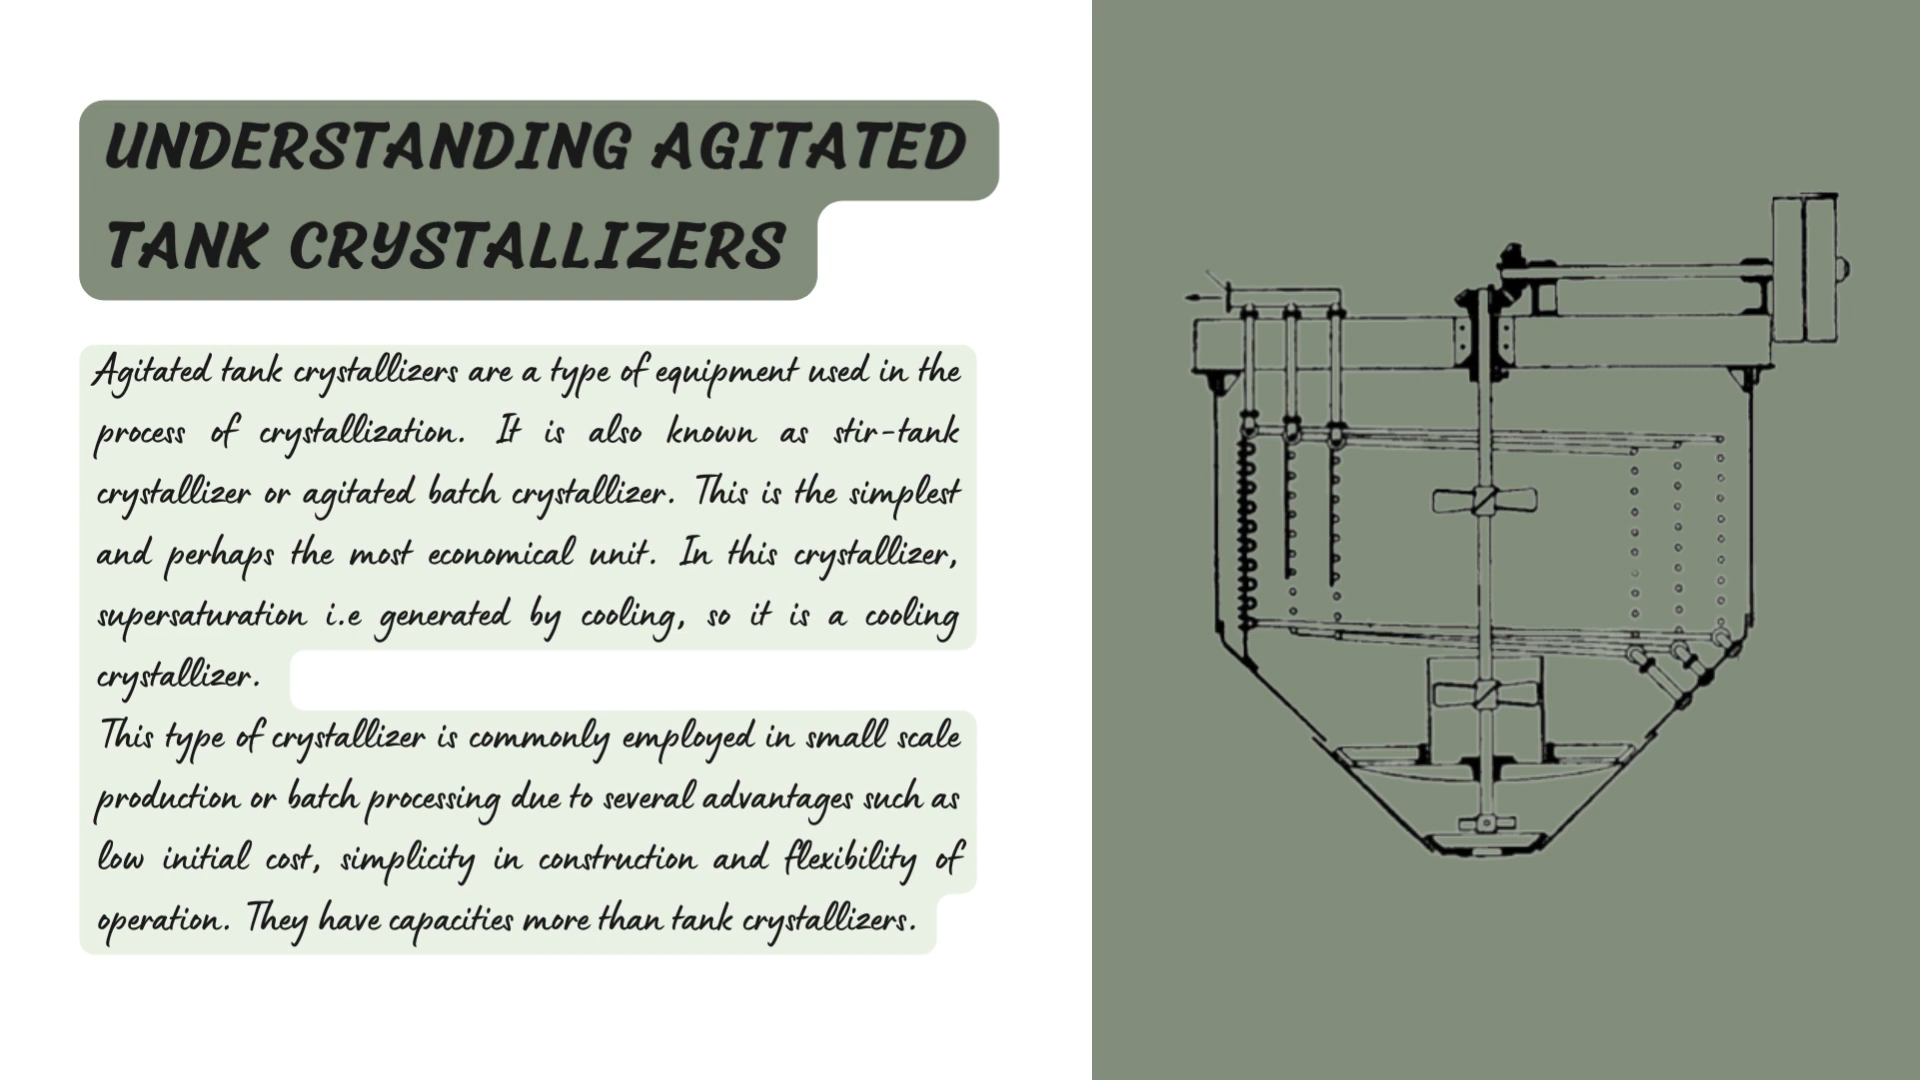 UNDERSTANDING AGITATED
TANK CRYSTALLIZERS
Agitated tank crystallizers are a type of equipment used in the
process of crystallization. It is also known as stir-tank
crystallizer or agitated batch crystallizer. This is the simplest
and perhaps the most economical unit. In this crystallizer,
supersaturation i.e generated by cooling, so it is a cooling
crystallizer.
This type of crystallizer is commonly employed in small scale
production or batch processing due to several advantages such as
low initial cost, simplicity in construction and flexibility of
operation. They have capacities more than tank crystallizers.